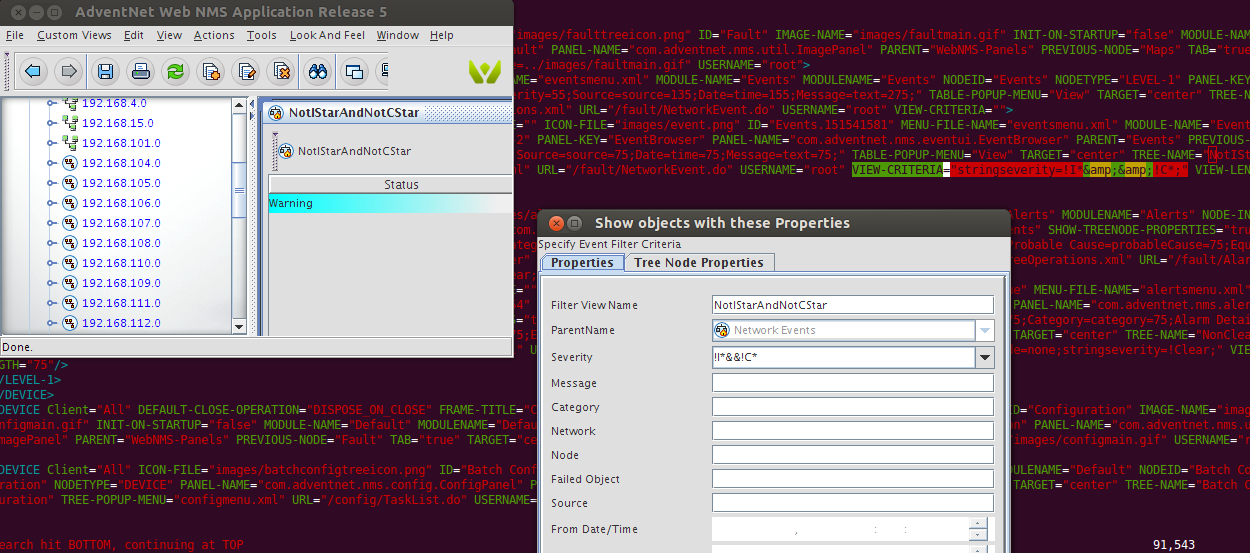 AdventNet Web NMS Application Release 5
File Custom Views Edit View Actions Tools Look And Feel Window Help
192.168.4.0
192.168.15.0
192.168.101.0
192.168.104.0
192.168.105.0
192.168.106.0
192.168.107.0
192.168.108.0
192.168.110.0
192.168.109.0
192.168.111.0
192.168.112.0
NotIStarAndNotCStar
NotIStarAndNotCStar
Status
Warning
Done.
/images/faulttreeicon.png" ID="Fault" IMAGE-NAME="images/faultmain.gif" INIT-ON-STARTUP="false" MODULE-NAM
" PANEL-NAME="com.adventnet.nms.util.ImagePanel" PARENT="WebNMS-Panels" PREVIOUS-NODE="Maps" TAB="true
=../images/faultmain.gif" USERNAME="root">
AME="eventsmenu.xml" MODULE-NAME="Events" MODULENAME="Events" NODEID="Events" NODETYPE="LEVEL-1" PANEL-KEY
erity=55;Source=source=135;Date=time=155;Message=text=275;" TABLE-POPUP-MENU="View" TARGET="center" TREE-N
ions.xml" URL="/fault/NetworkEvent.do" USERNAME="root" VIEW-CRITERIA="">
="" ICON-FILE="images/event.png" ID="Events.151541581" MENU-FILE-NAME="eventsmenu.xml" MODULE-NAME="Event
2" PANEL-KEY="EventBrowser" PANEL-NAME="com.adventnet.nms.eventui.EventBrowser" PARENT="Events" PREVIOUS-
Source=source=75;Date=time=75;Message=text=75;" TABLE-POPUP-MENU="View" TARGET="center" TREE-NAME="NotISt
ml" URL="/fault/NetworkEvent.do" USERNAME="root" VIEW-CRITERIA="stringseverity=!I*&amp;&amp;!C*;" VIEW-LEN
Show objects with these Properties
Specify Event Filter Criteria
Properties Tree Node Properties
Filter View Name NotIStarAndNotCStar
ParentName Network Events
Severity !I*&&!C*
Message
Category
Network
Node
Failed Object
Source
From Date/Time , : :
lerts" MODULENAME="Alerts" NODE-IN
nts" SHOW-TREENODE-PROPERTIES="tru
robable Cause=probableCause=75;Equ
reeOperations.xml" URL="/fault/Alar
e" MENU-FILE-NAME="alertsmenu.xml"
PANEL-NAME="com.adventnet.nms.aler
5;Category=category=75;Alarm Detai
TARGET="center" TREE-NAME="NonClea
de=none;stringseverity=!Clear;" VIE
GTH="75"/>
/LEVEL-1>
/DEVICE>
DEVICE Client="All" DEFAULT-CLOSE-OPERATION="DISPOSE_ON_CLOSE" FRAME-TITLE="C
ID="Configuration" IMAGE-NAME="imag
onfigmain.gif" INIT-ON-STARTUP="false" MODULE-NAME="Default" MODULENAME="Defau
on" PANEL-NAME="com.adventnet.nms.u
magePanel" PARENT="WebNMS-Panels" PREVIOUS-NODE="Fault" TAB="true" TARGET="ce
/images/configmain.gif" USERNAME="r
DEVICE Client="All" ICON-FILE="images/batchconfigtreeicon.png" ID="Batch Conf
DULENAME="Default" NODEID="Batch Co
ration" NODETYPE="DEVICE" PANEL-NAME="com.adventnet.nms.config.ConfigPanel" P
TARGET="center" TREE-NAME="Batch C
uration" TREE-POPUP-MENU="configmenu.xml" URL="/config/TaskList.do" USERNAME=
earch hit BOTTOM, continuing at TOP
91,543